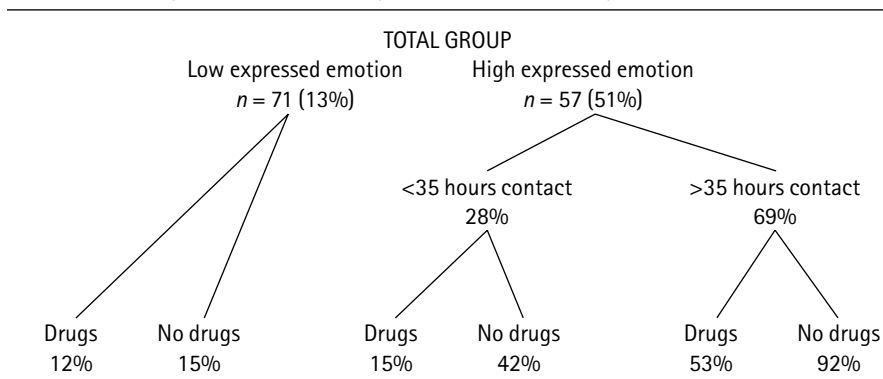 TOTAL GROUP
Low expressed emotion High expressed emotion
n = 71 (13%) n = 57 (51%)
<35 hours contact >35 hours contact
28% 69%
Drugs No drugs Drugs No drugs Drugs No drugs
12% 15% 15% 42% 53% 92%